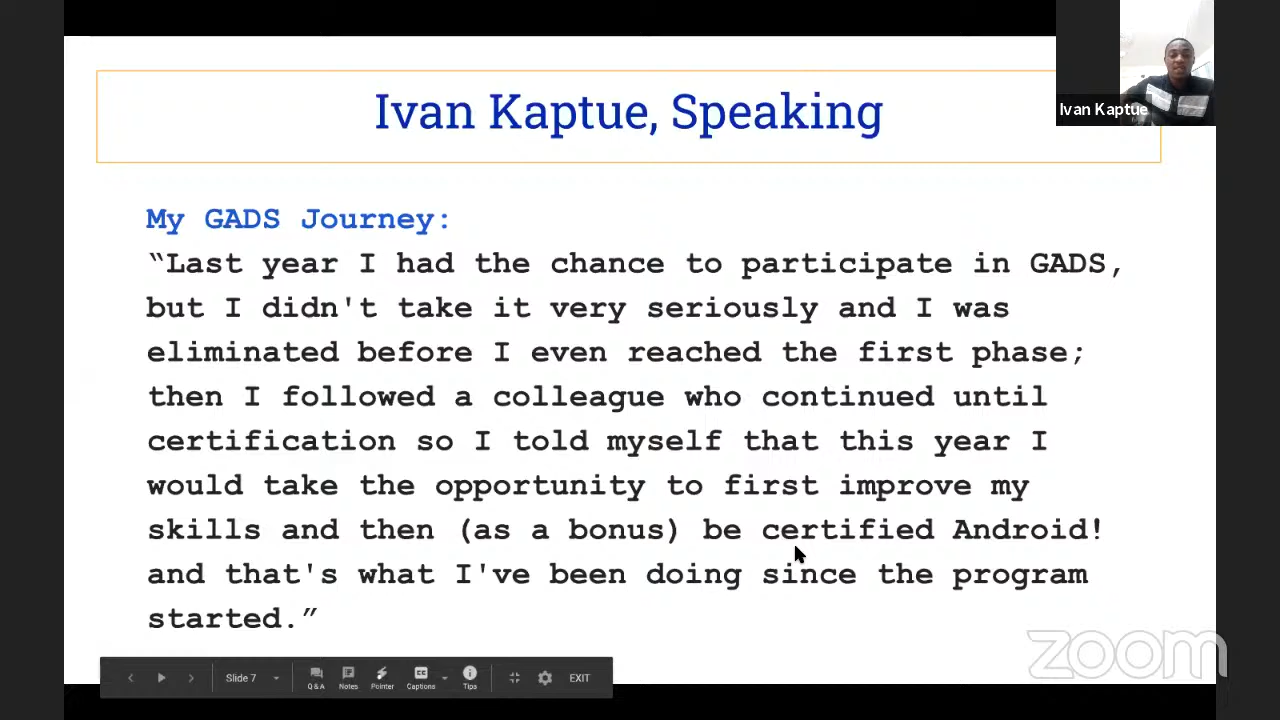 Ivan Kaptue, Speaking
Ivan Kaptue
My GADS Journey:
“Last year I had the chance to participate in GADS,
but I didn't take it very seriously and I was
eliminated before I even reached the first phase;
then I followed a colleague who continued until
certification so I told myself that this year I
would take the opportunity to first improve my
skills and then (as a bonus) be certified Android!
and that's what I've been doing since the program
started.”
zoom
Slide 7
Q&A
Notes
Pointer
CC
Captions
Tips
EXIT